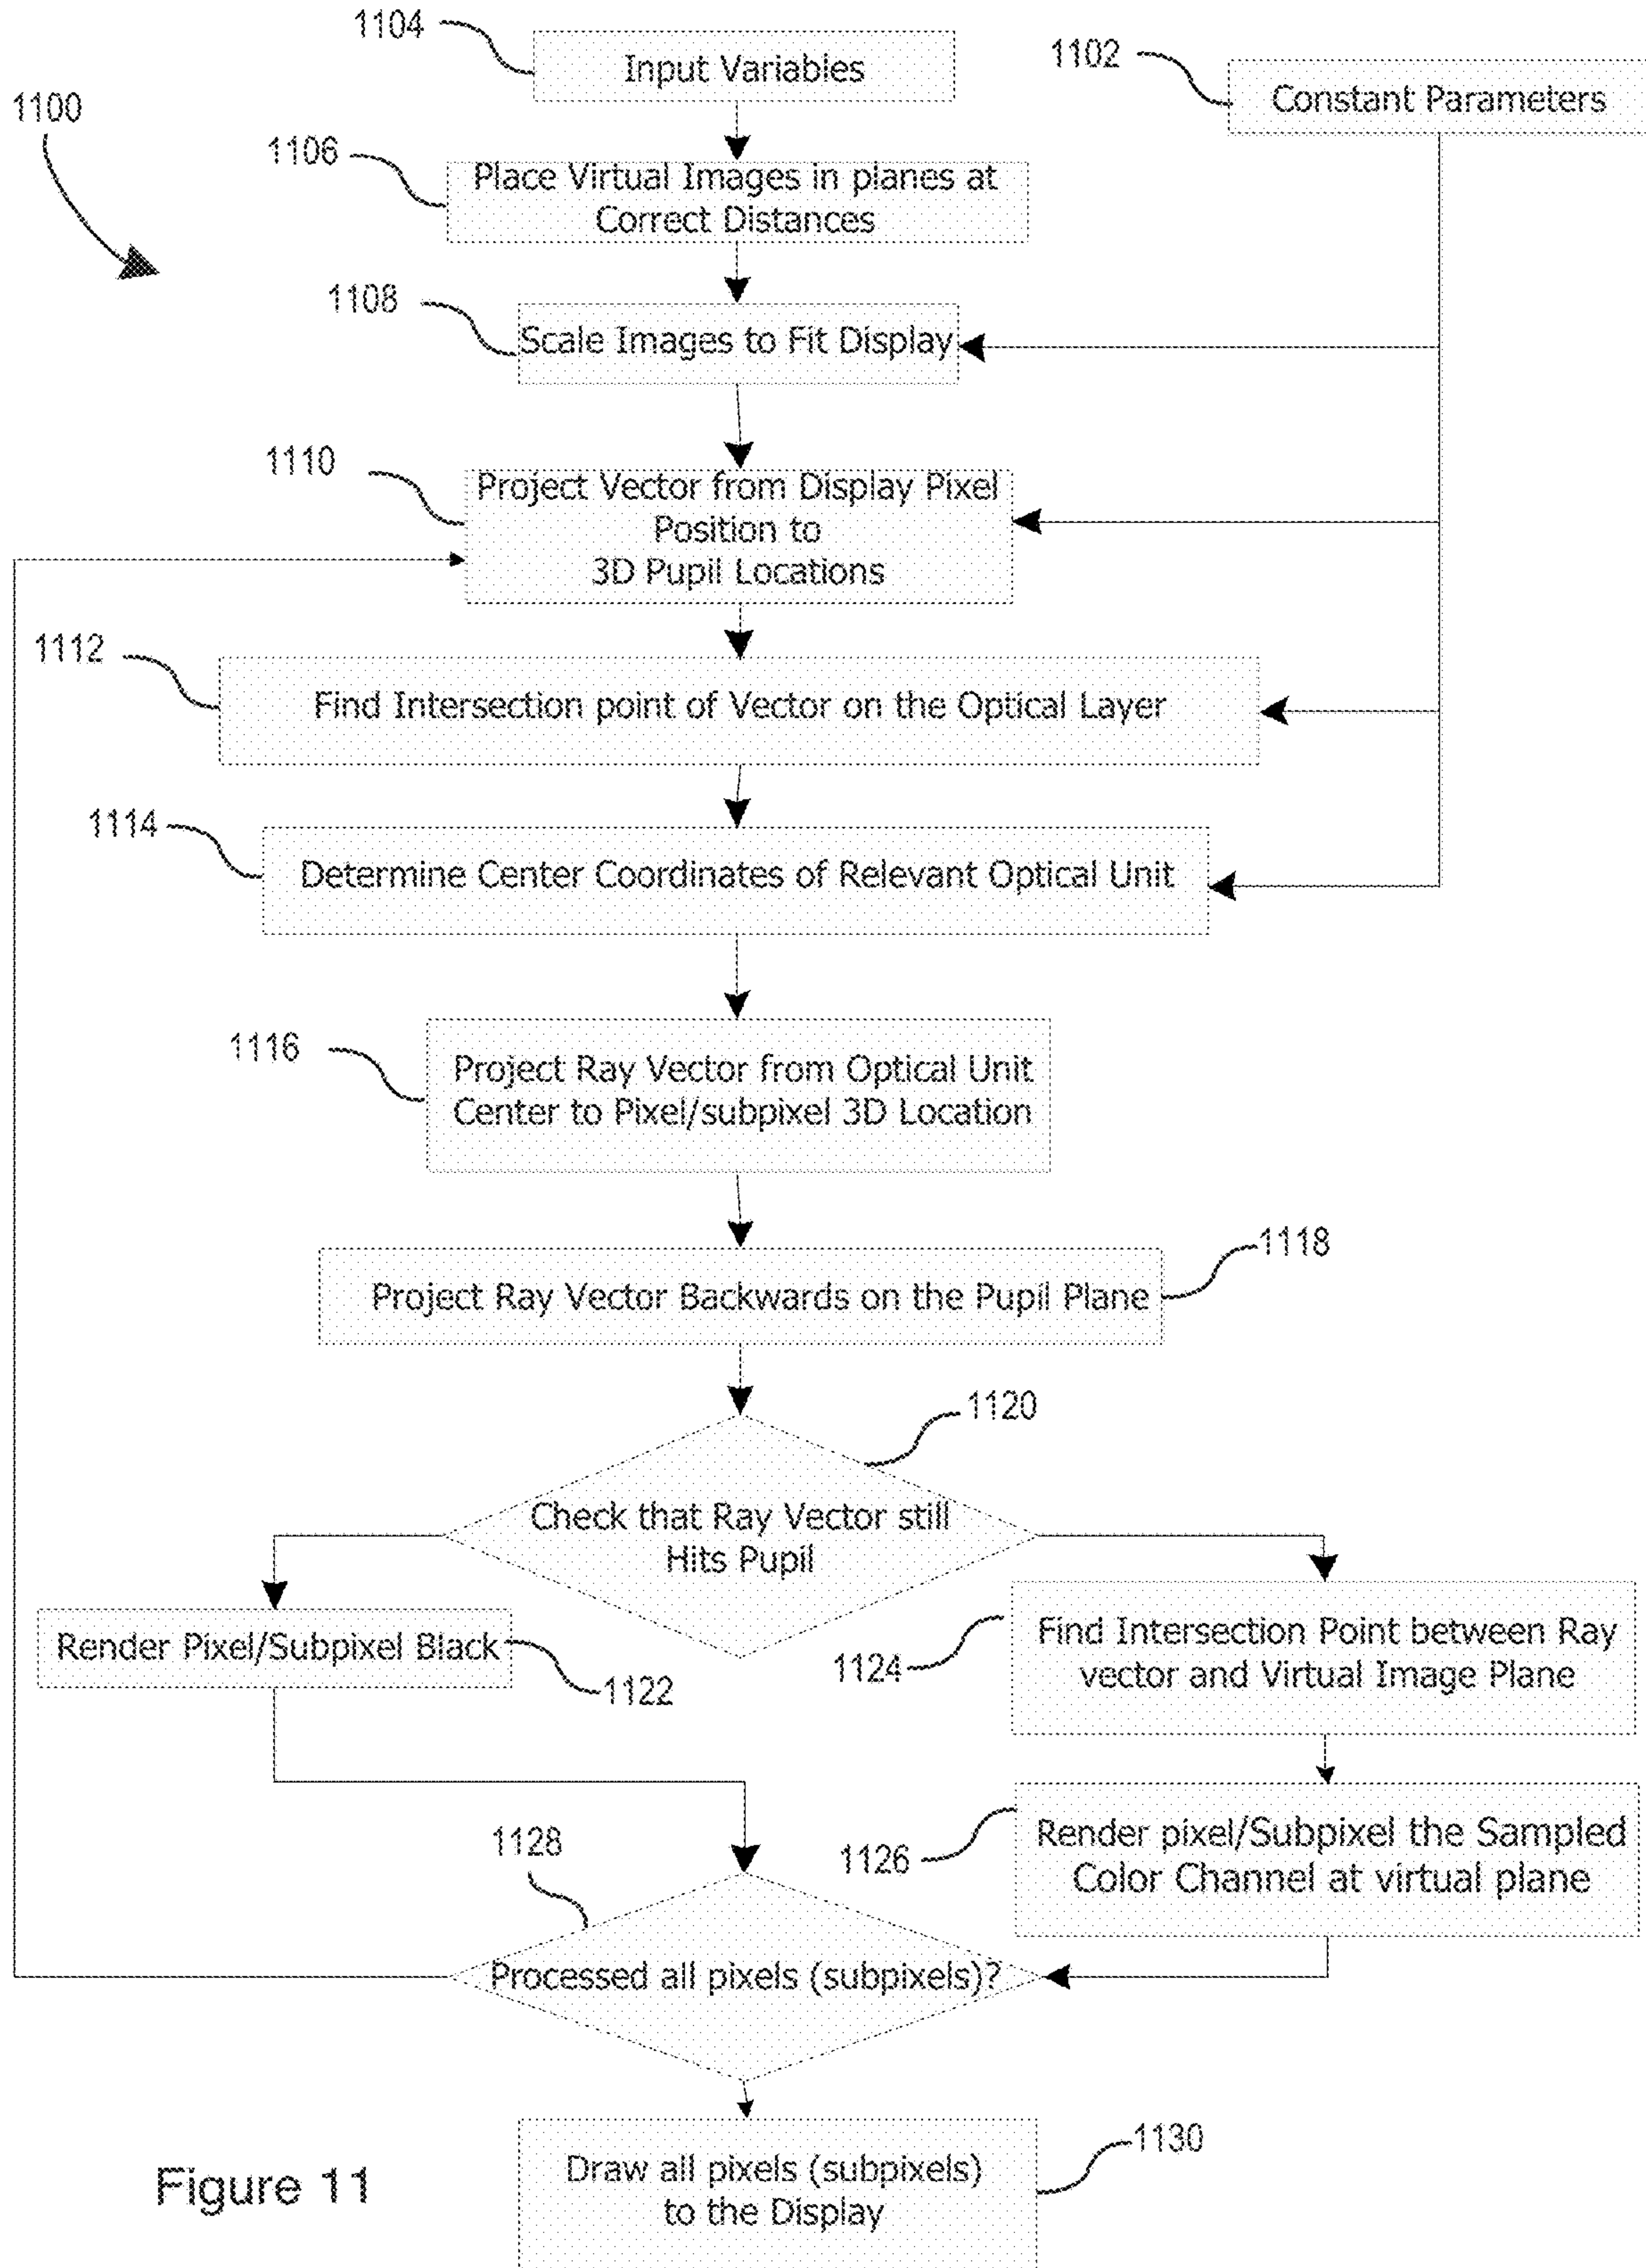 1104
Input Variables
1102
Constant Parameters
1100
1106
Place Virtual Images in planes at
Correct Distances
1108
Scale Images to Fit Display
1110
Project Vector from Display Pixel
Position to
3D Pupil Locations
1112
Find Intersection point of Vector on the Optical Layer
1114
Determine Center Coordinates of Relevant Optical Unit
1116
Project Ray Vector from Optical Unit
Center to Pixel/subpixel 3D Location
1118
Project Ray Vector Backwards on the Pupil Plane
1120
Check that Ray Vector still
Hits Pupil
Render Pixel/Subpixel Black
1122
1124
Find Intersection Point between Ray
vector and Virtual Image Plane
1126
Render pixel/Subpixel the Sampled
Color Channel at virtual plane
1128
Processed all pixels (subpixels)?
1130
Draw all pixels (subpixels)
to the Display
Figure 11